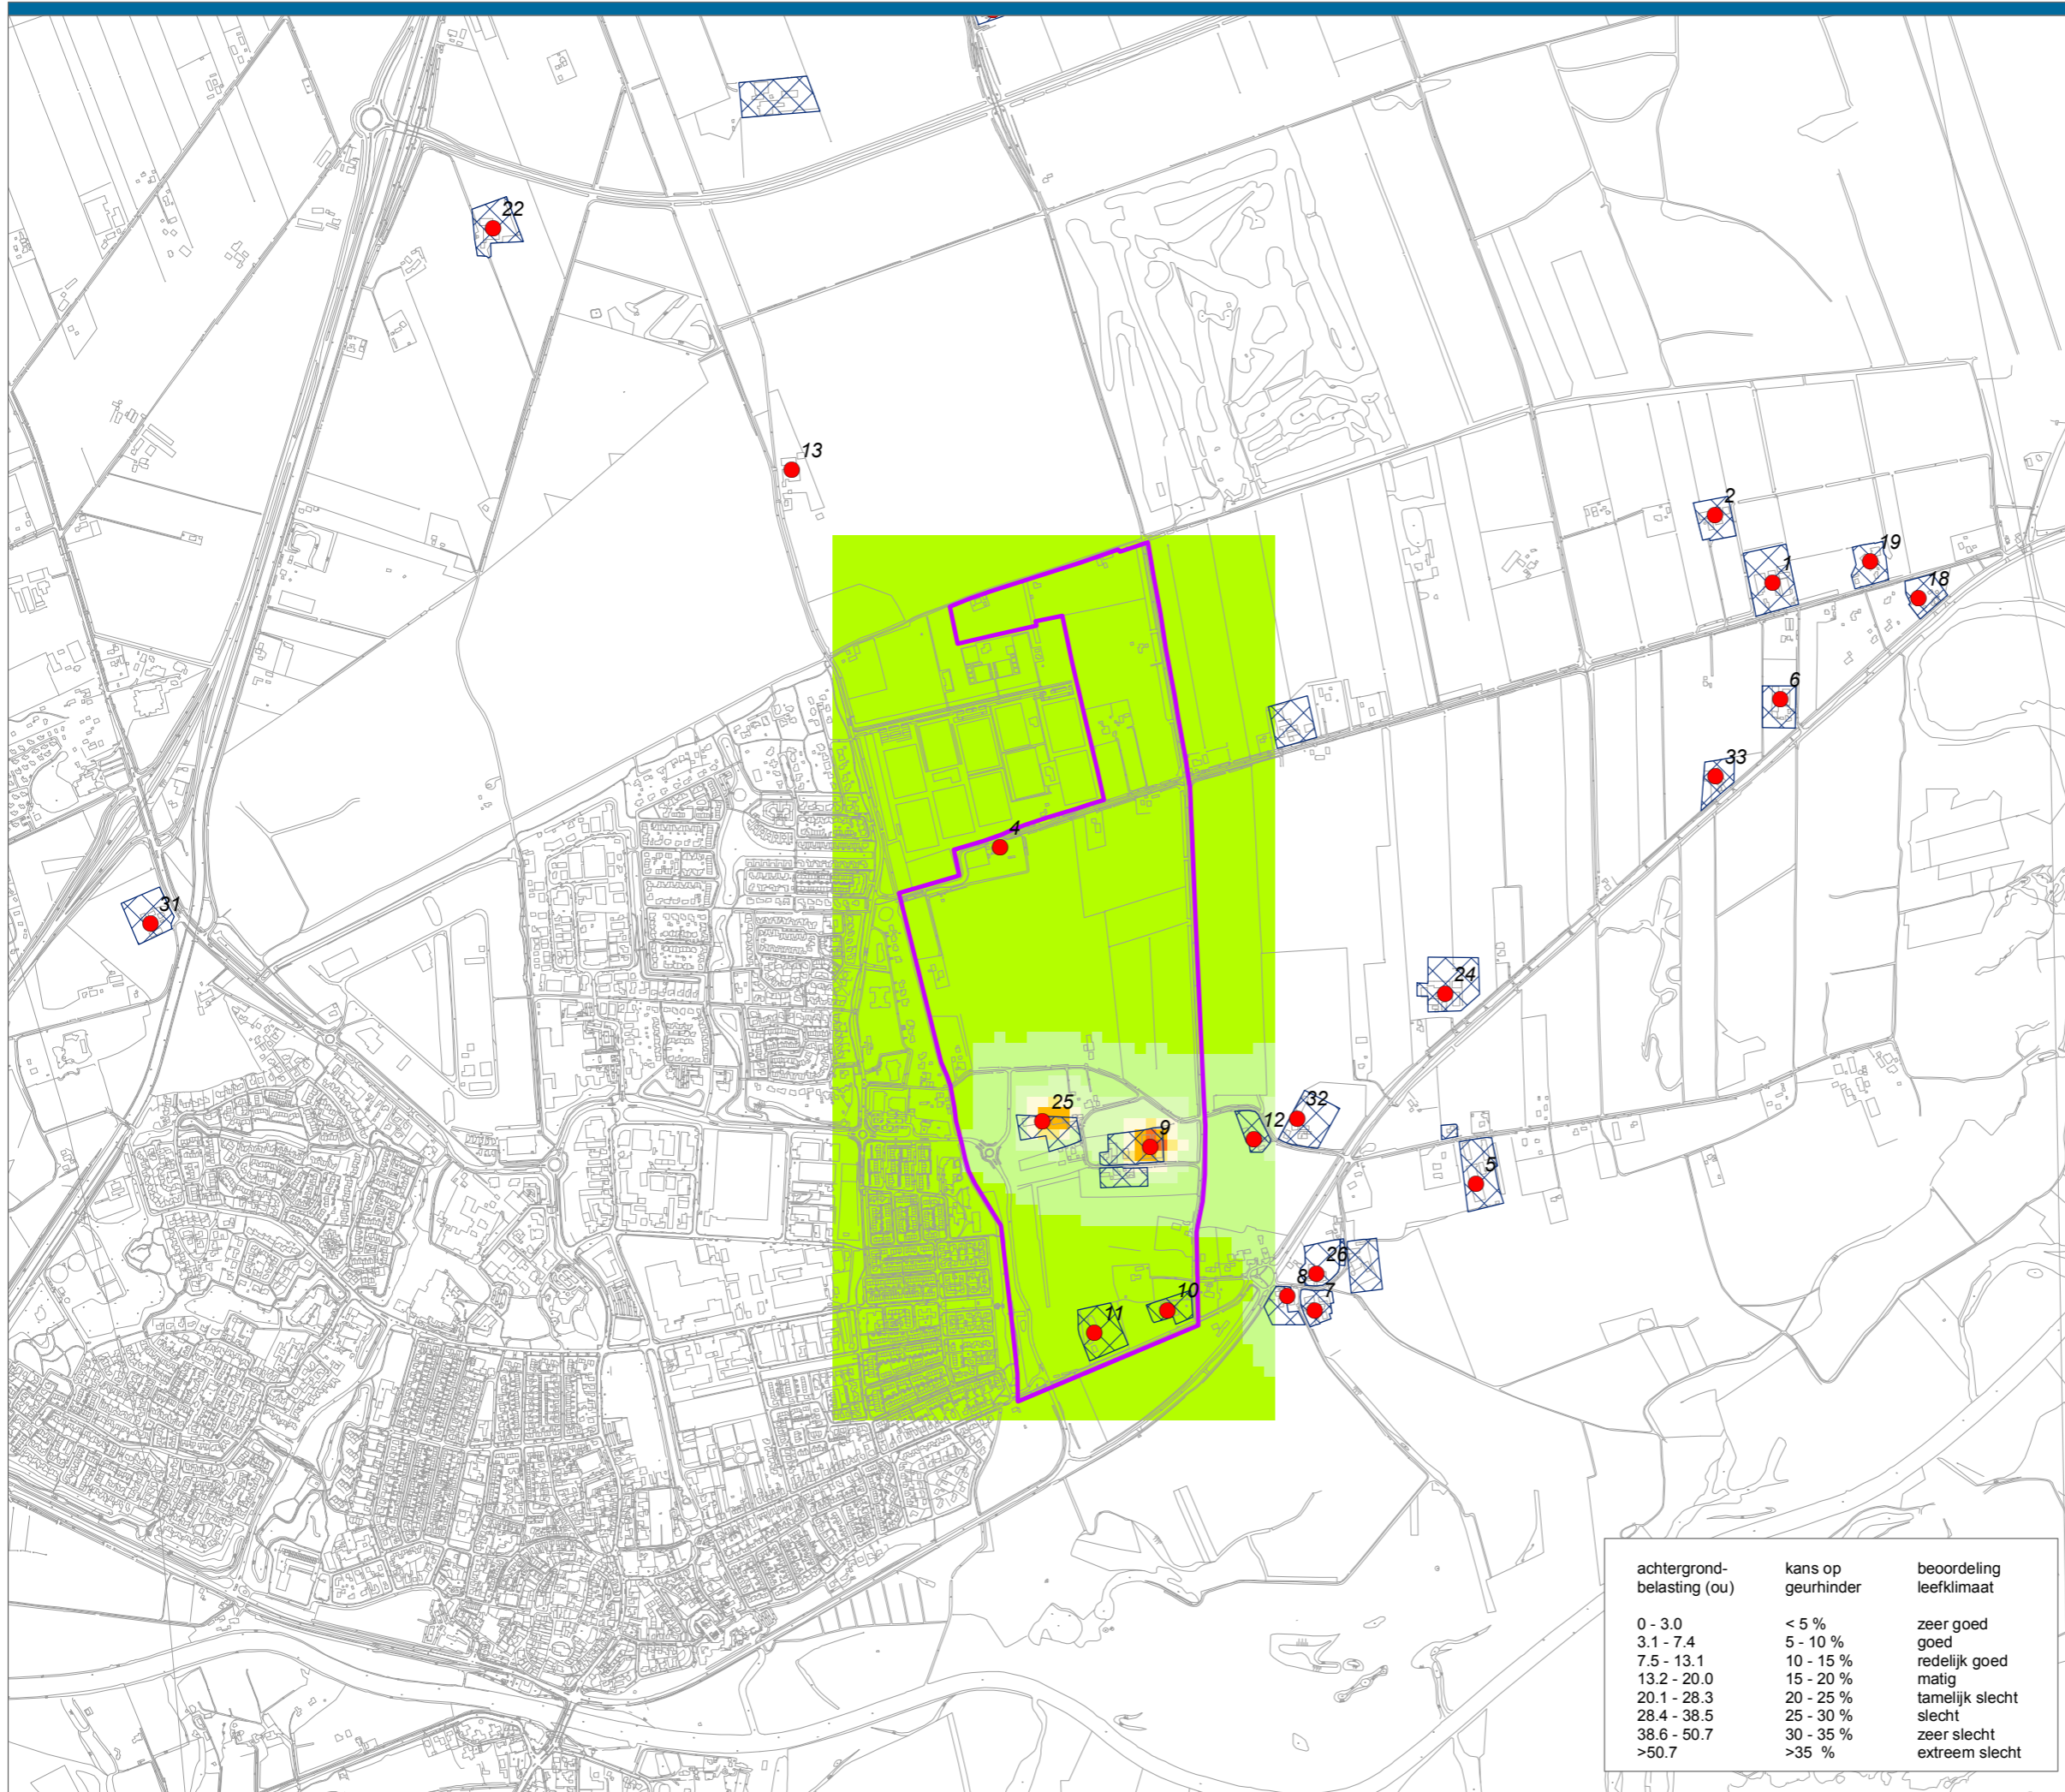 22
13
2
1
19
18
6
33
4
31
24
25
9
12
32
5
26
8
7
10
11
achtergrond- kans op beoordeling
belasting (ou) geurhinder leefklimaat
0 - 3.0 < 5 % zeer goed
3.1 - 7.4 5 - 10 % goed
7.5 - 13.1 10 - 15 % redelijk goed
13.2 - 20.0 15 - 20 % matig
20.1 - 28.3 20 - 25 % tamelijk slecht
28.4 - 38.5 25 - 30 % slecht
38.6 - 50.7 30 - 35 % zeer slecht
>50.7 >35 % extreem slecht